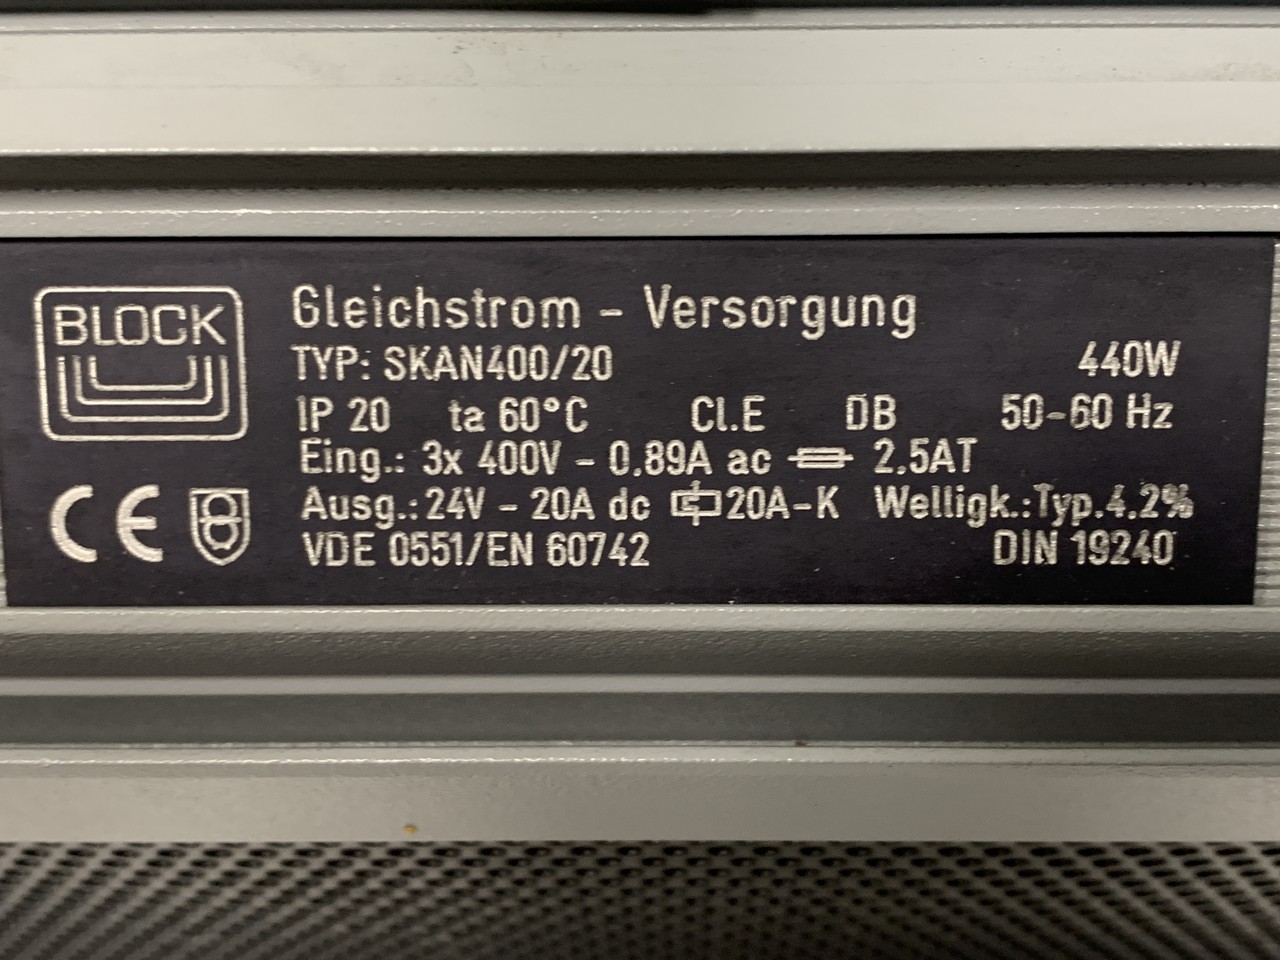 BLOCK
Gleichstrom - Versorgung
TYP: SKAN400/20 440W
IP 20 ta 60°C Cl.E DB 50-60 Hz
Eing.: 3x 400V - 0.89A ac 2.5AT
Ausg.: 24V - 20A dc 20A-K Welligk.:Typ.4.2%
CE
VDE 0551/EN 60742 DIN 19240